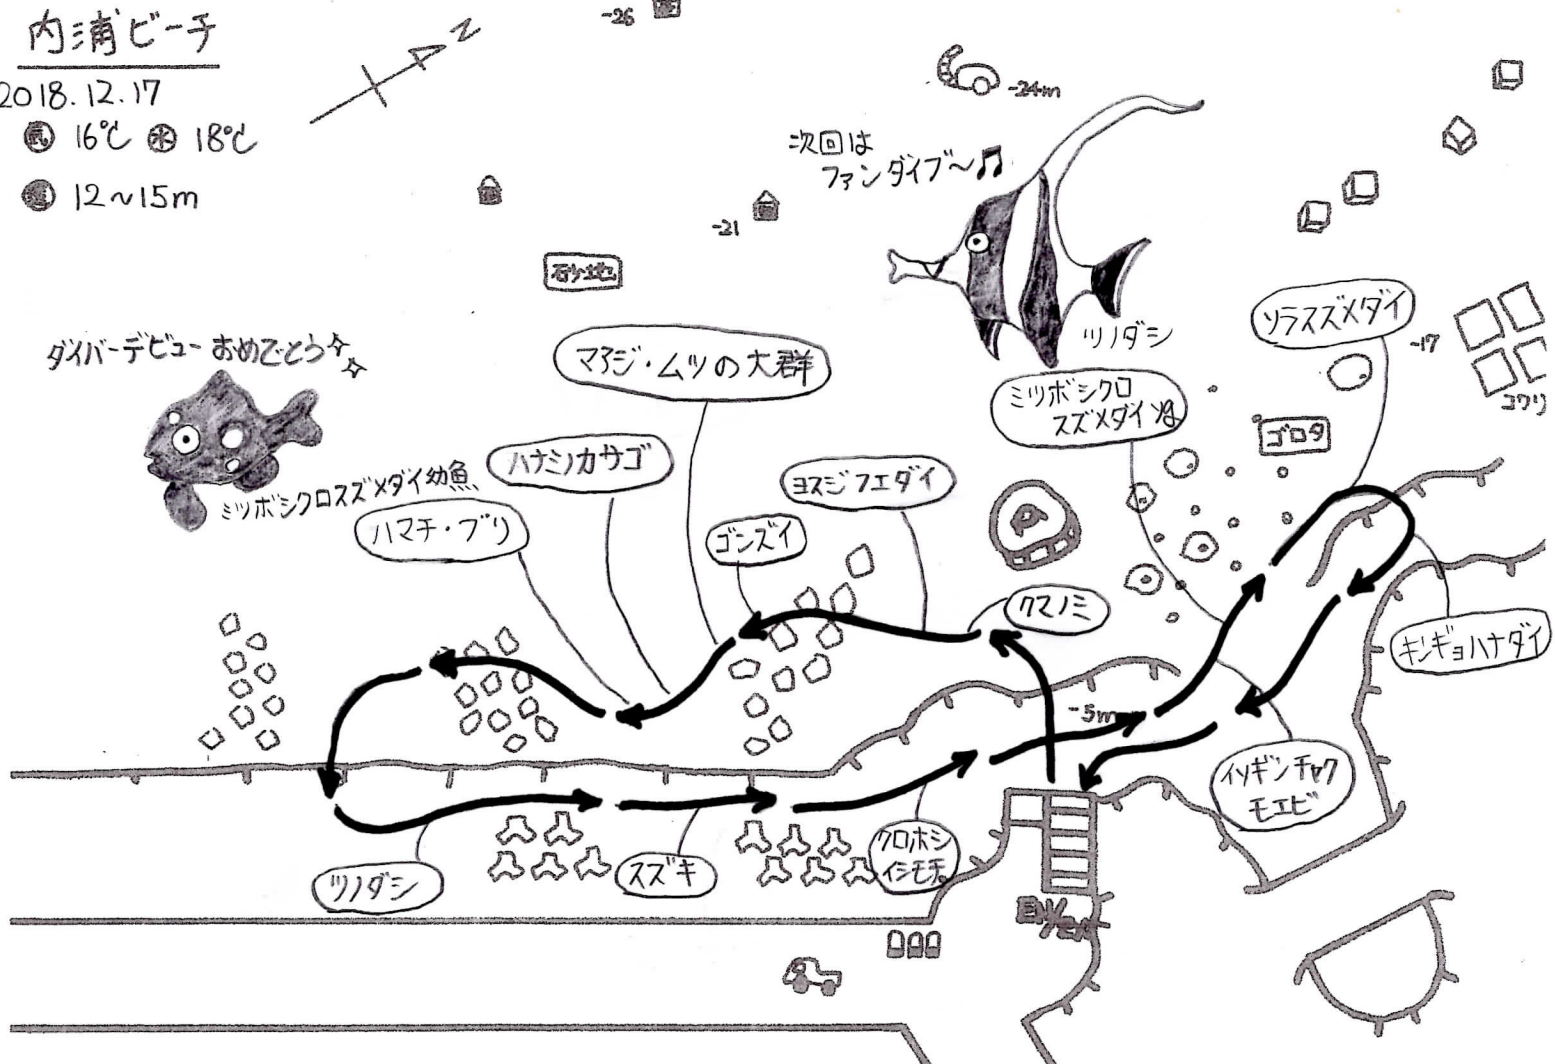 内浦ビーチ
2018.12.17
気 16℃ 水 18℃
透 12~15m
N
-26
-24m
次回は
ファンダイブ~♫
-21
砂地
ツノダシ
ソラスズメダイ
-17
コワリ
ダイバーデビューおめでとう
マアジ・ムツの大群
ミツボシクロ
スズメダイyg
ゴロタ
ハナミノカサゴ
ヨスジフエダイ
ミツボシクロスズメダイ幼魚
ハマチ・ブリ
ゴンズイ
クマノミ
キンギョハナダイ
-5m
イソギンチャク
モエビ
クロホシ
イシモチ
ツノダシ
スズキ